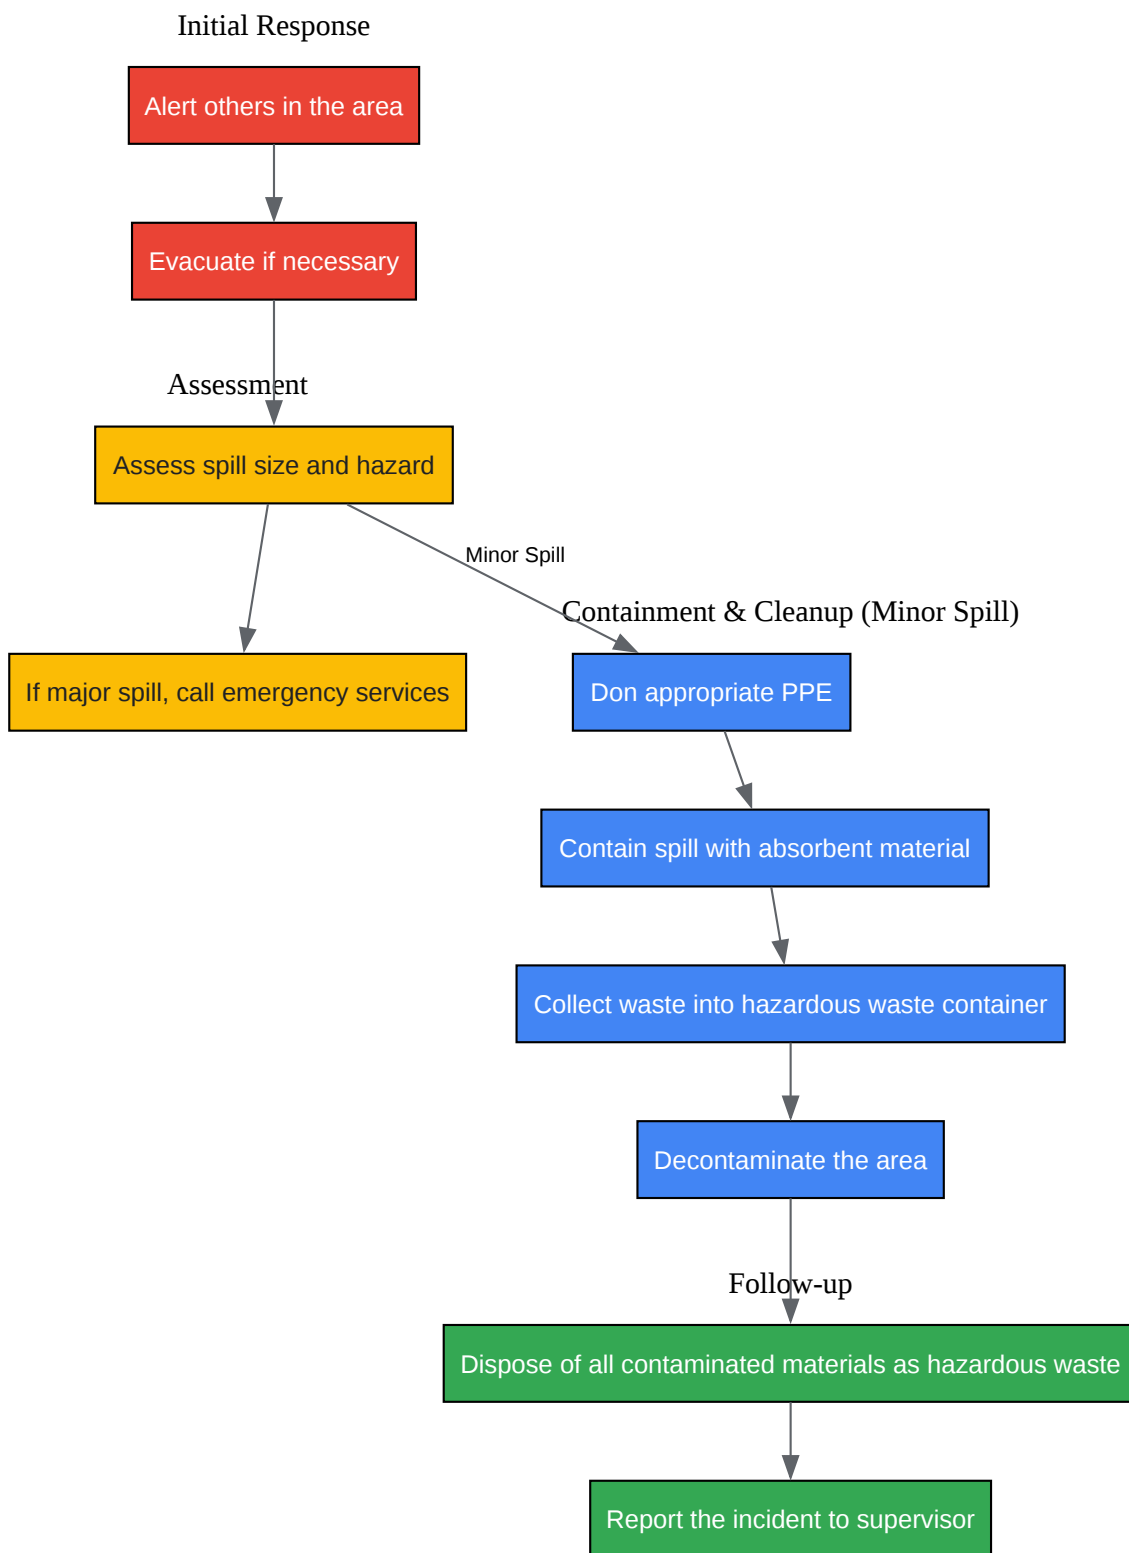 Initial Response
Alert others in the area
Evacuate if necessary
Assessment
Assess spill size and hazard
Minor Spill
Containment & Cleanup (Minor Spill)
If major spill, call emergency services
Don appropriate PPE
Contain spill with absorbent material
Collect waste into hazardous waste container
Decontaminate the area
Follow-up
Dispose of all contaminated materials as hazardous waste
Report the incident to supervisor